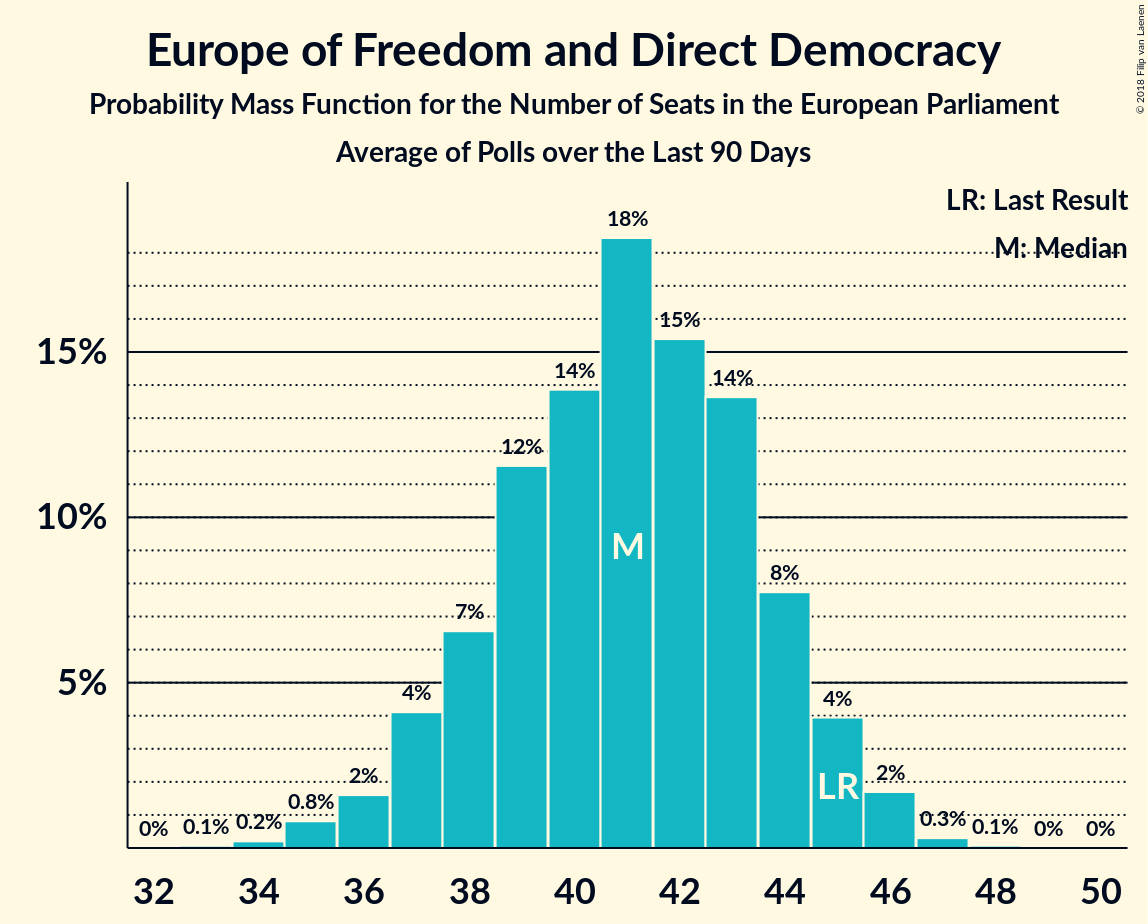 Europe of Freedom and Direct Democracy
Probability Mass Function for the Number of Seats in the European Parliament
Average of Polls over the Last 90 Days
© 2018 Filip van Laenen
LR: Last Result
M: Median
15%
10%
5%
0%
0.1%
0.2%
0.8%
2%
4%
7%
12%
14%
18%
15%
14%
8%
4%
2%
0.3%
0.1%
0%
0%
M
LR
32 34 36 38 40 42 44 46 48 50